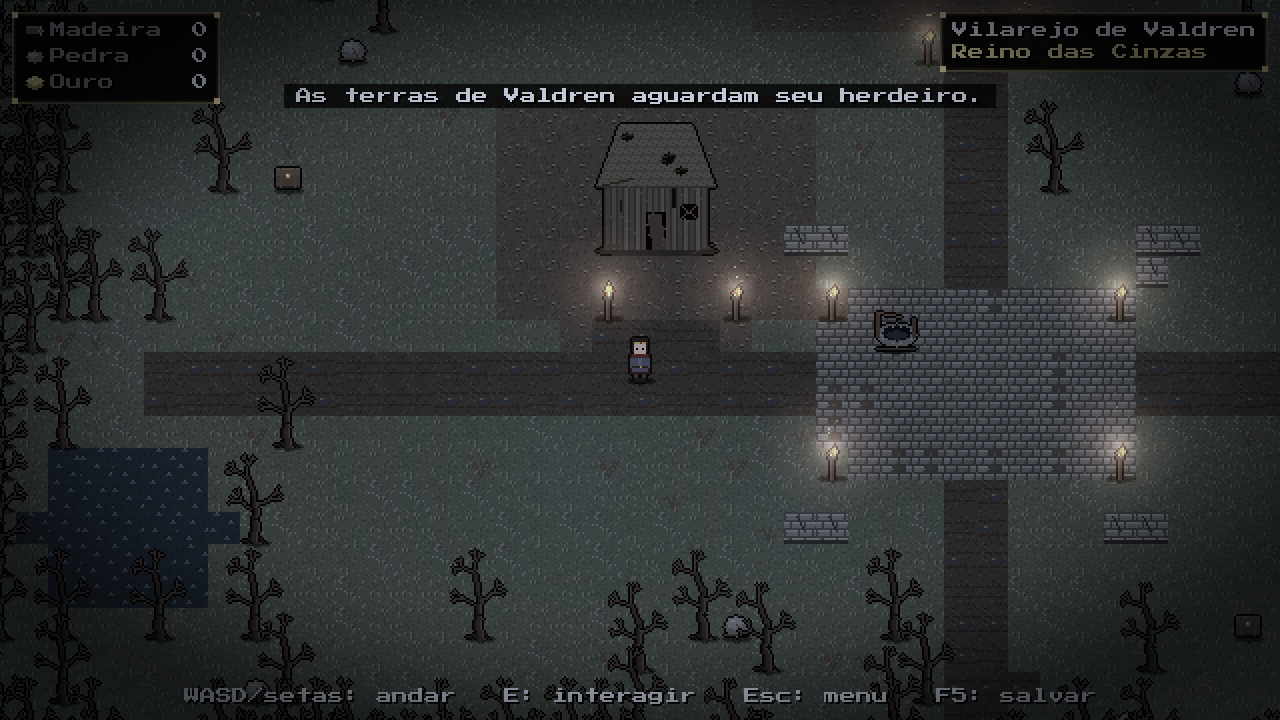 Madeira 0
Pedra 0
Ouro 0
Vilarejo de Valdren
Reino das Cinzas
As terras de Valdren aguardam seu herdeiro.
WASD/setas: andar E: interagir Esc: menu F5: salvar